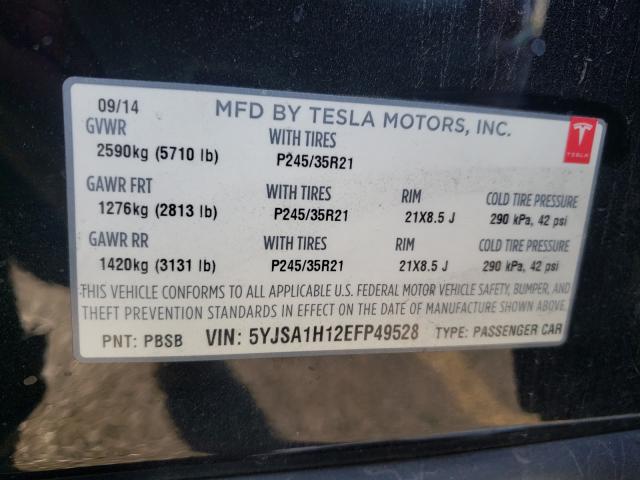 09/14 MFD BY TESLA MOTORS, INC.
TESLA
GVWR WITH TIRES
2590kg (5710 lb) P245/35R21
GAWR FRT WITH TIRES RIM COLD TIRE PRESSURE
1276kg (2813 lb) P245/35R21 21X8.5 J 290 kPa, 42 psi
GAWR RR WITH TIRES RIM COLD TIRE PRESSURE
1420kg (3131 lb) P245/35R21 21X8.5 J 290 kPa, 42 psi
THIS VEHICLE CONFORMS TO ALL APPLICABLE U.S. FEDERAL MOTOR VEHICLE SAFETY, BUMPER, AND
THEFT PREVENTION STANDARDS IN EFFECT ON THE DATE OF MANUFACTURE SHOWN ABOVE.
PNT: PBSB VIN: 5YJSA1H12EFP49528 TYPE: PASSENGER CAR